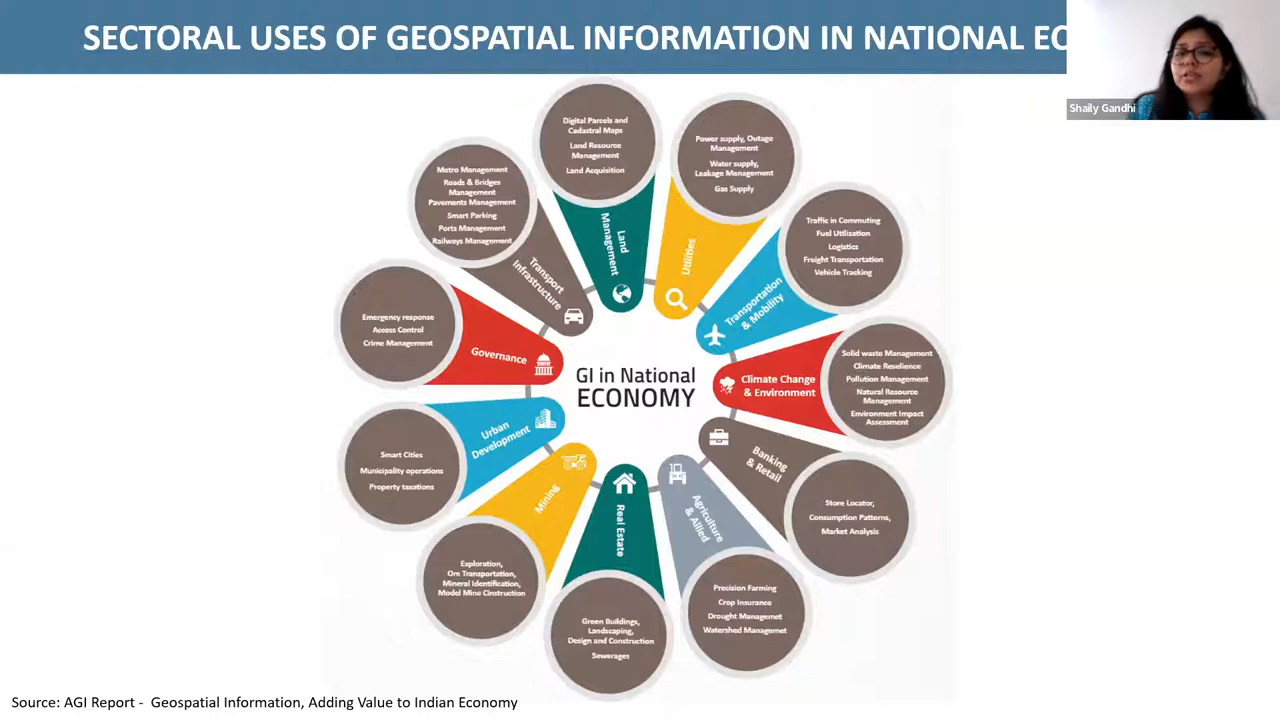 SECTORAL USES OF GEOSPATIAL INFORMATION IN NATIONAL EC
Shaily Gandhi
Digital Parcels and
Cadastral Maps
Land Resource
Management
Land Acquisition
Land
Management
Power supply, Outage
Management
Water supply,
Leakage Management
Gas Supply
Utilities
Traffic in Commuting
Fuel Utilisation
Logistics
Freight Transportation
Vehicle Tracking
Transportation
& Mobility
Solid waste Management
Climate Reselience
Pollution Management
Natural Resource
Management
Environment Impact
Assessment
Climate Change
& Environment
Store Locator,
Consumption Patterns,
Market Analysis
Banking
& Retail
Precision Farming
Crop Insurance
Drought Managemet
Watershed Managemet
Agriculture
& Allied
Green Buildings,
Landscaping,
Design and Construction
Sewerages
Real Estate
Exploration,
Ore Transportation,
Mineral Identification,
Model Mine Cinstruction
Mining
Smart Cities
Municipality operations
Property taxations
Urban
Development
Emergency response
Access Control
Crime Management
Governance
Metro Management
Roads & Bridges
Management
Pavements Management
Smart Parking
Ports Management
Railways Management
Transport
Infrastructure
GI in National
ECONOMY
Source: AGI Report - Geospatial Information, Adding Value to Indian Economy